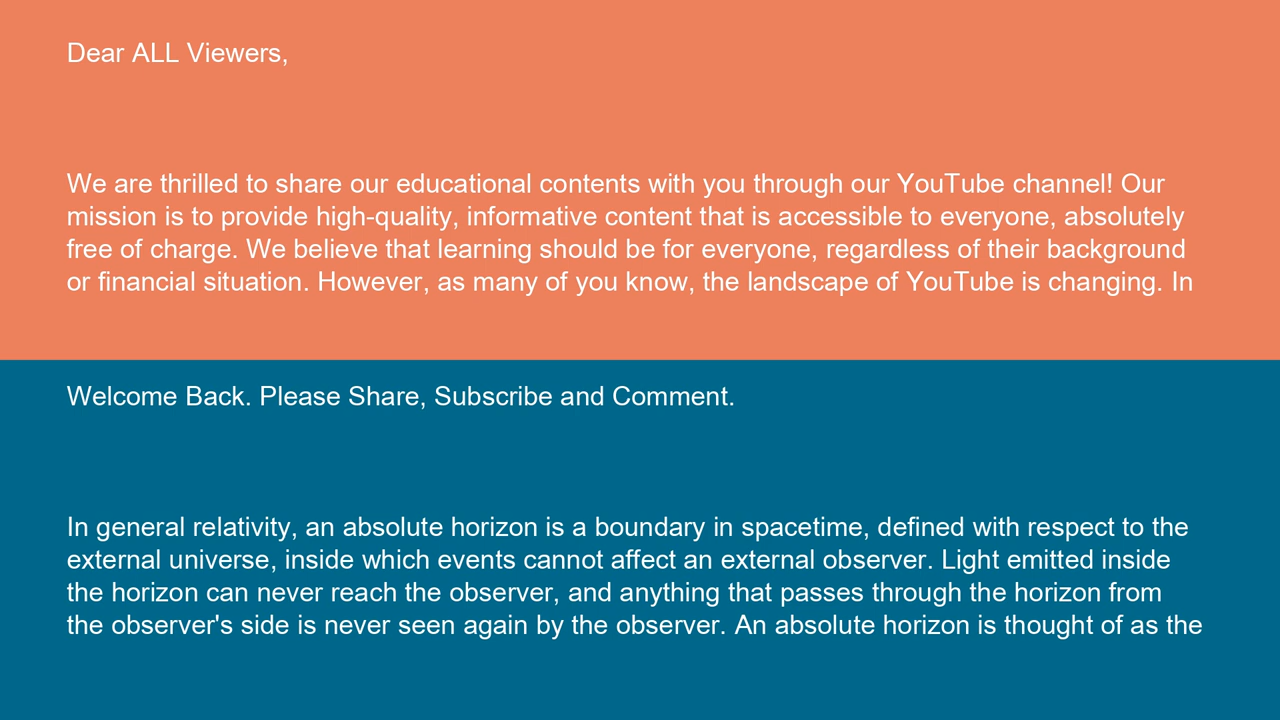 Dear ALL Viewers,
We are thrilled to share our educational contents with you through our YouTube channel! Our
mission is to provide high-quality, informative content that is accessible to everyone, absolutely
free of charge. We believe that learning should be for everyone, regardless of their background
or financial situation. However, as many of you know, the landscape of YouTube is changing. In
Welcome Back. Please Share, Subscribe and Comment.
In general relativity, an absolute horizon is a boundary in spacetime, defined with respect to the
external universe, inside which events cannot affect an external observer. Light emitted inside
the horizon can never reach the observer, and anything that passes through the horizon from
the observer's side is never seen again by the observer. An absolute horizon is thought of as the